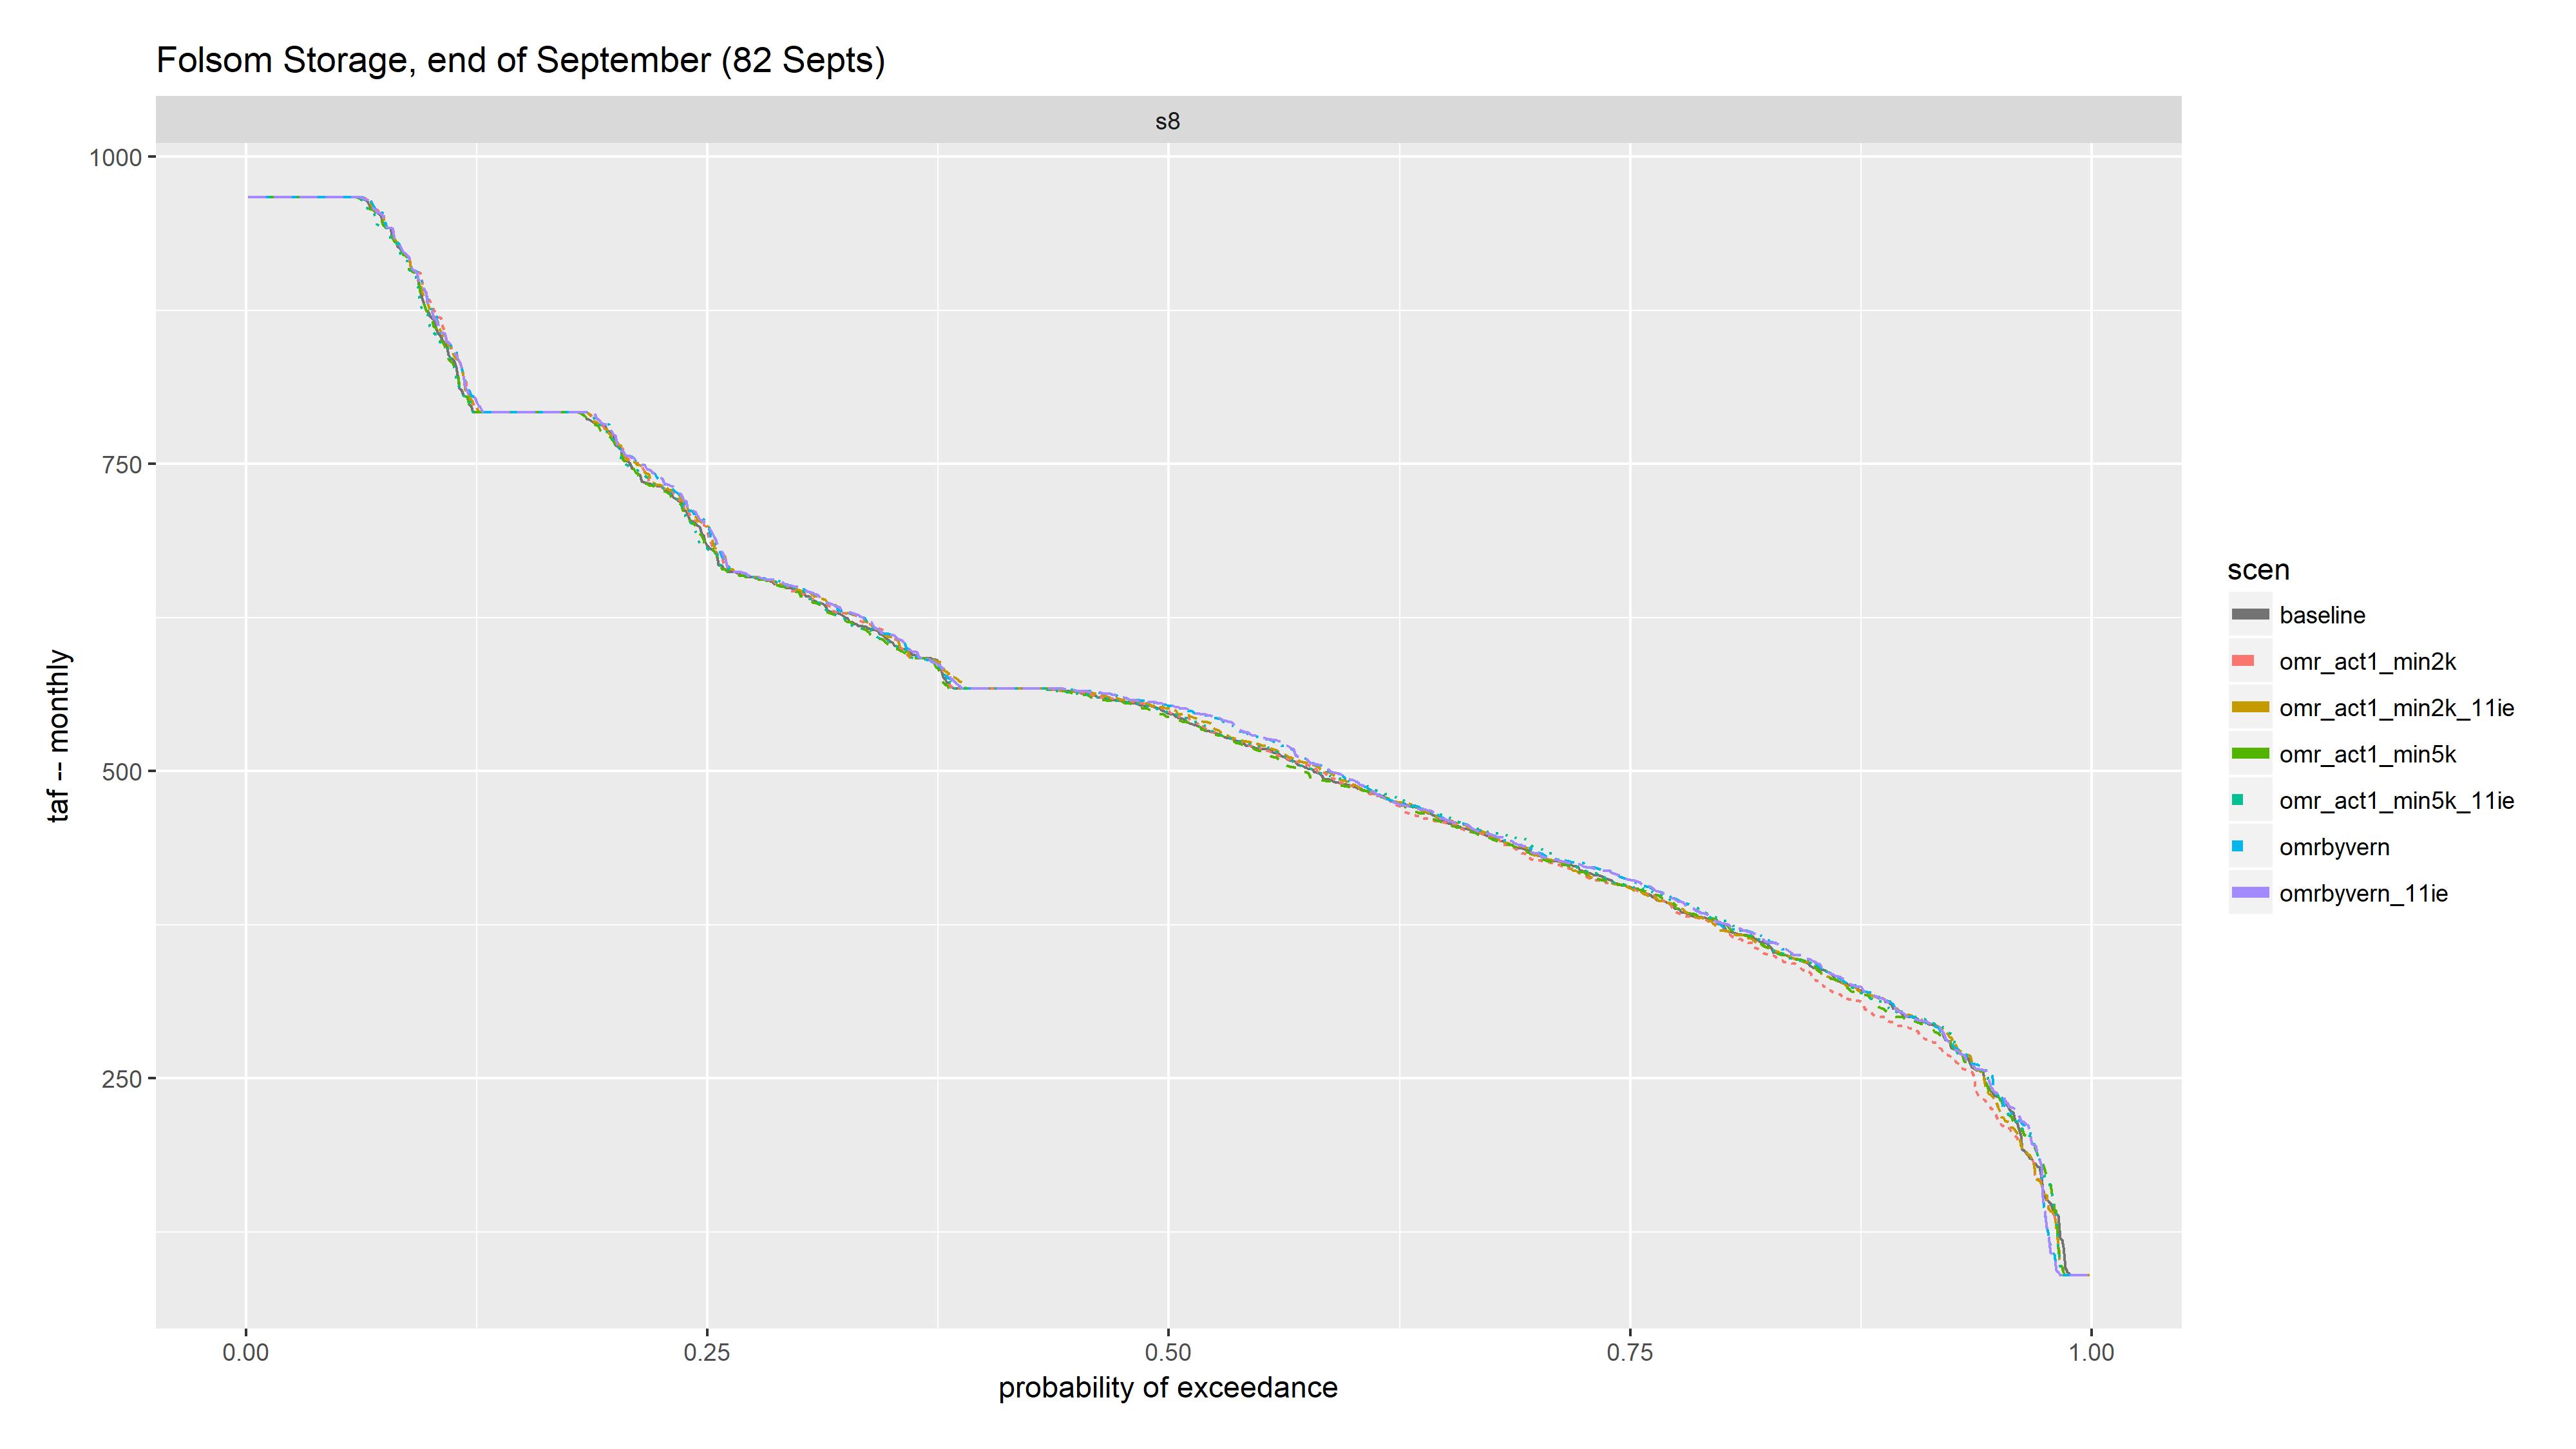 Folsom Storage, end of September (82 Septs)
s8
1000
750
500
250
taf -- monthly
0.00
0.25
0.50
0.75
1.00
probability of exceedance
scen
baseline
omr_act1_min2k
omr_act1_min2k_11ie
omr_act1_min5k
omr_act1_min5k_11ie
omrbyvern
omrbyvern_11ie